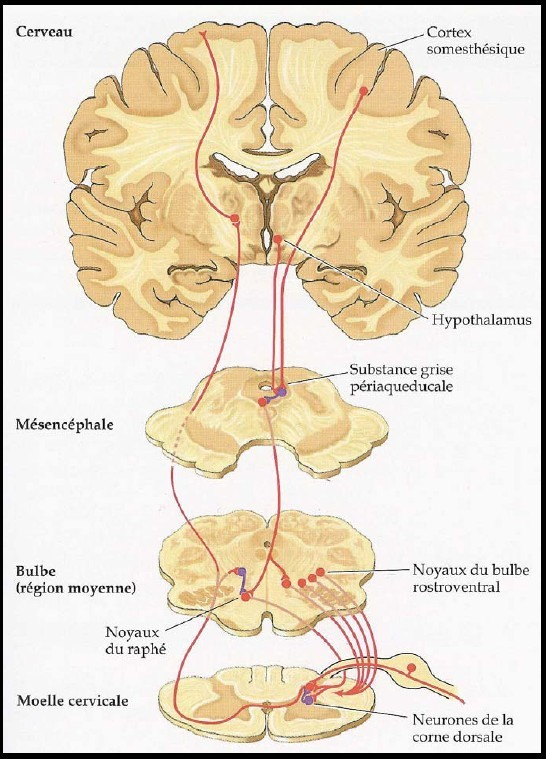 Cerveau
Cortex
somesthésique
Hypothalamus
Substance grise
périaqueducale
Mésencéphale
Bulbe
(région moyenne)
Noyaux du bulbe
rostroventral
Noyaux
du raphé
Moelle cervicale
Neurones de la
corne dorsale